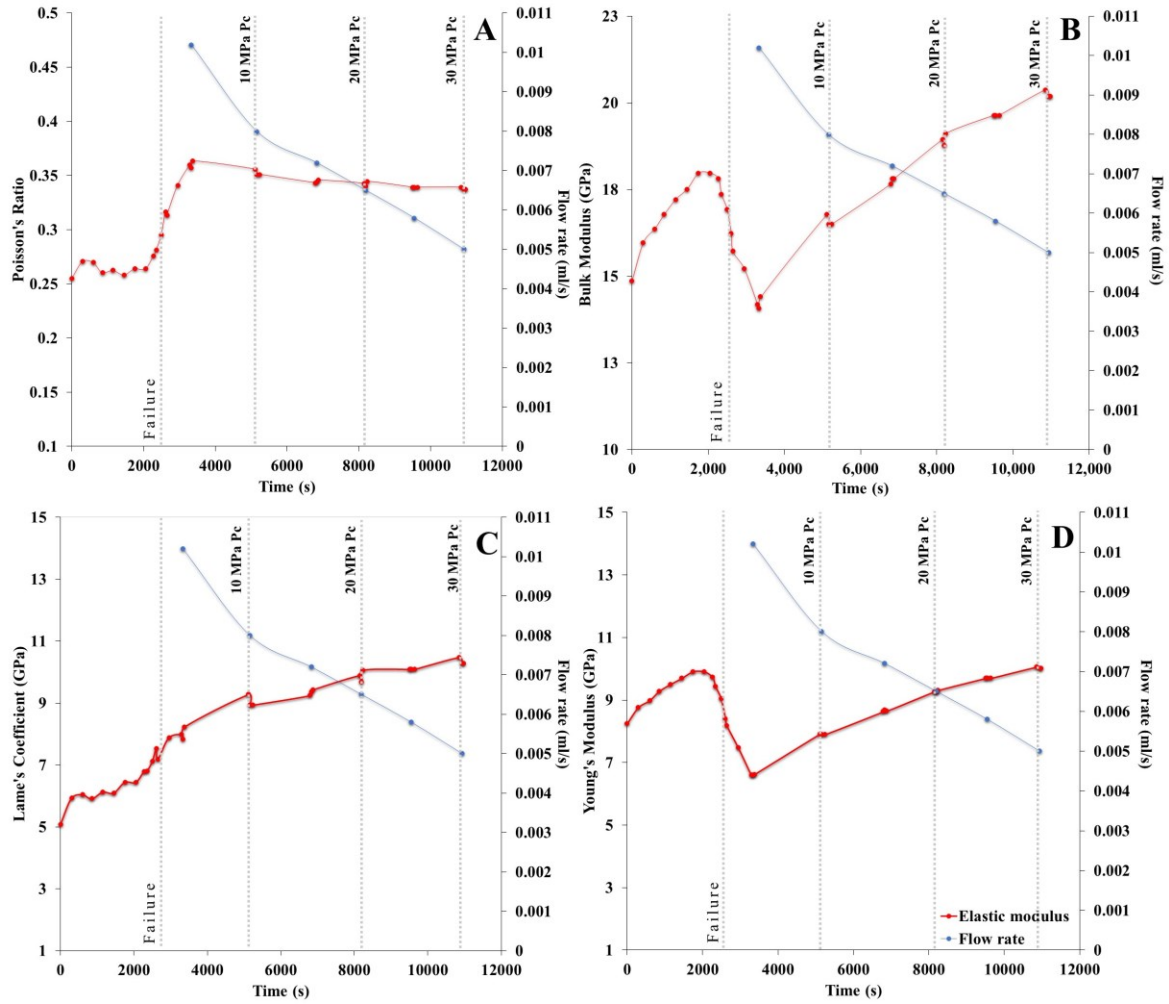 A
0.5
0.45
0.4
0.35
0.3
0.25
0.2
0.15
0.1
Poisson's Ratio
0.011
0.010
0.009
0.008
0.007
0.006
0.005
0.004
0.003
0.002
0.001
0
Flow rate (ml/s)
Failure
10 MPa Pc
20 MPa Pc
30 MPa Pc
0 2000 4000 6000 8000 10000 12000
Time (s)
B
23
20
18
15
13
10
Bulk Modulus (GPa)
0.011
0.010
0.009
0.008
0.007
0.006
0.005
0.004
0.003
0.002
0.001
0
Flow rate (ml/s)
Failure
10 MPa Pc
20 MPa Pc
30 MPa Pc
0 2,000 4,000 6,000 8,000 10,000 12,000
Time (s)
C
15
13
11
9
7
5
3
1
Lame's Coefficient (GPa)
0.011
0.010
0.009
0.008
0.007
0.006
0.005
0.004
0.003
0.002
0.001
0
Flow rate (ml/s)
Failure
10 MPa Pc
20 MPa Pc
30 MPa Pc
0 2000 4000 6000 8000 10000 12000
Time (s)
D
15
13
11
9
7
5
3
1
Young's Modulus (GPa)
0.011
0.010
0.009
0.008
0.007
0.006
0.005
0.004
0.003
0.002
0.001
0
Flow rate (ml/s)
Failure
10 MPa Pc
20 MPa Pc
30 MPa Pc
Elastic modulus
Flow rate
0 2000 4000 6000 8000 10000 12000
Time (s)